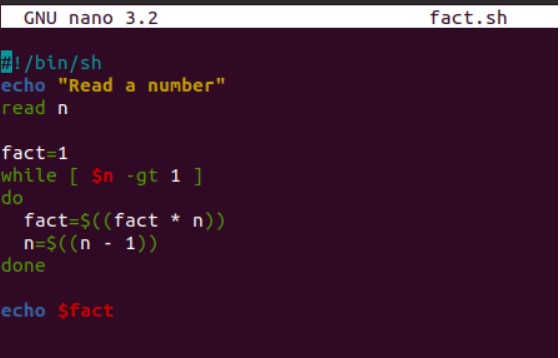 GNU nano 3.2 fact.sh
#!/bin/sh
echo "Read a number"
read n
fact=1
while [ $n -gt 1 ]
do
  fact=$((fact * n))
  n=$((n - 1))
done
echo $fact